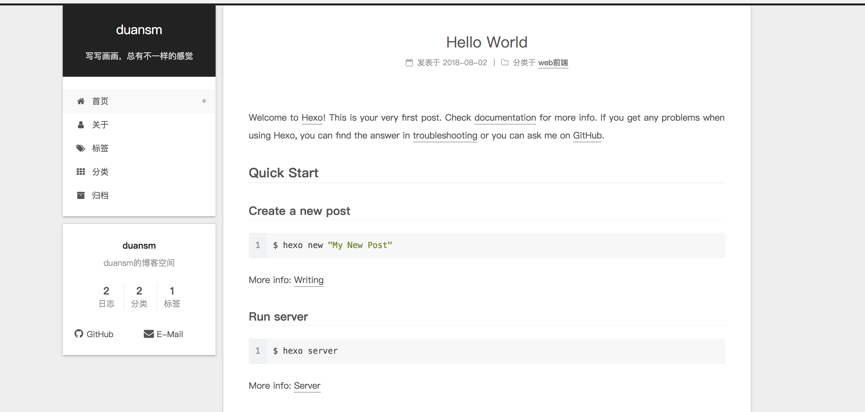 duansm
写写画画，总有不一样的感觉
首页
关于
标签
分类
归档
duansm
duansm的博客空间
2 2 1
日志 分类 标签
GitHub E-Mail
Hello World
发表于 2018-08-02 | 分类于 web前端
Welcome to Hexo! This is your very first post. Check documentation for more info. If you get any problems when
using Hexo, you can find the answer in troubleshooting or you can ask me on GitHub.
Quick Start
Create a new post
1 $ hexo new "My New Post"
More info: Writing
Run server
1 $ hexo server
More info: Server